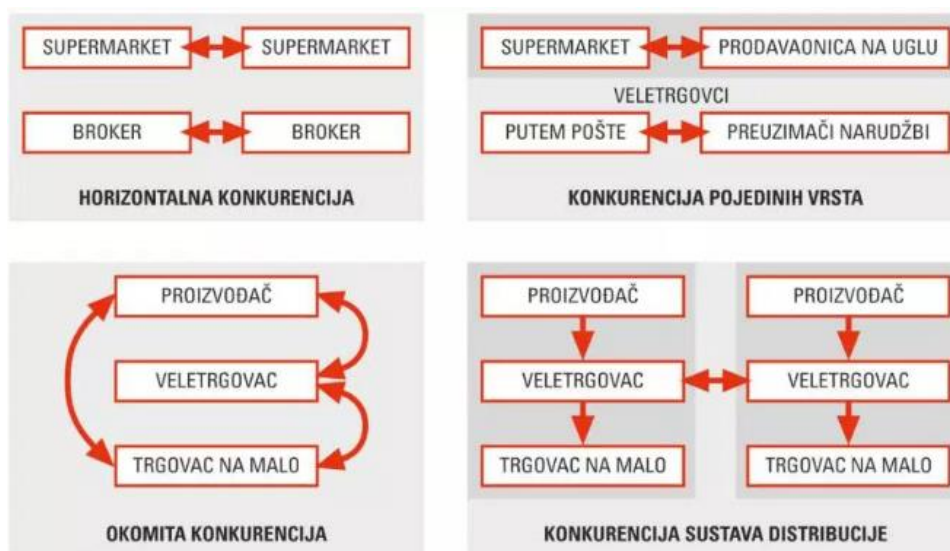 SUPERMARKET SUPERMARKET
BROKER BROKER
HORIZONTALNA KONKURENCIJA
SUPERMARKET PRODAVAONICA NA UGLU
VELETRGOVCI
PUTEM POŠTE PREUZIMAČI NARUDŽBI
KONKURENCIJA POJEDINIH VRSTA
PROIZVOĐAČ
VELETRGOVAC
TRGOVAC NA MALO
OKOMITA KONKURENCIJA
PROIZVOĐAČ PROIZVOĐAČ
VELETRGOVAC VELETRGOVAC
TRGOVAC NA MALO TRGOVAC NA MALO
KONKURENCIJA SUSTAVA DISTRIBUCIJE